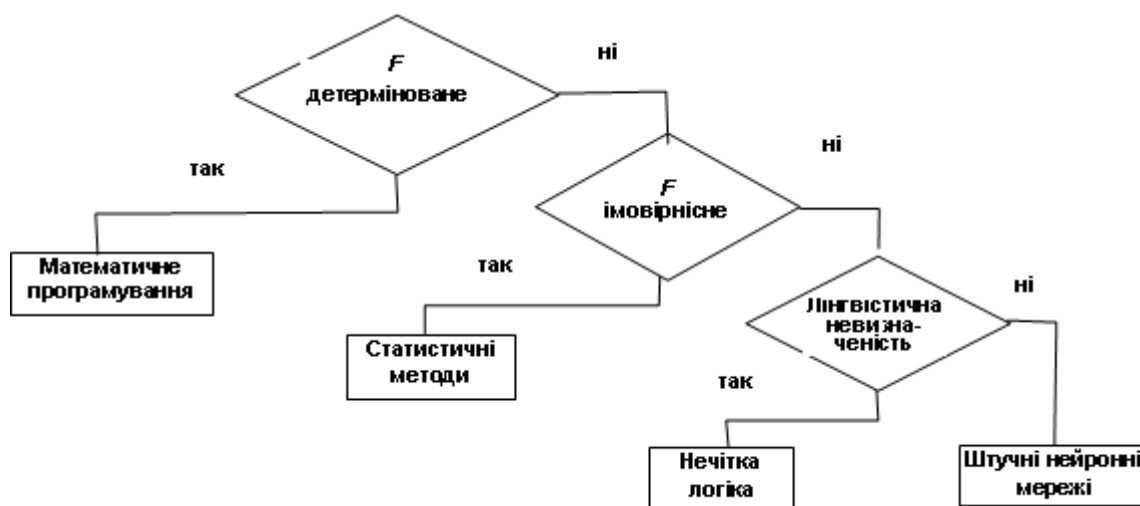 F
детерміноване
ні
так
Математичне
програмування
F
імовірнісне
ні
так
Статистичні
методи
Лінгвістична
невизна-
ченість
ні
так
Нечітка
логіка
Штучні нейронні
мережі